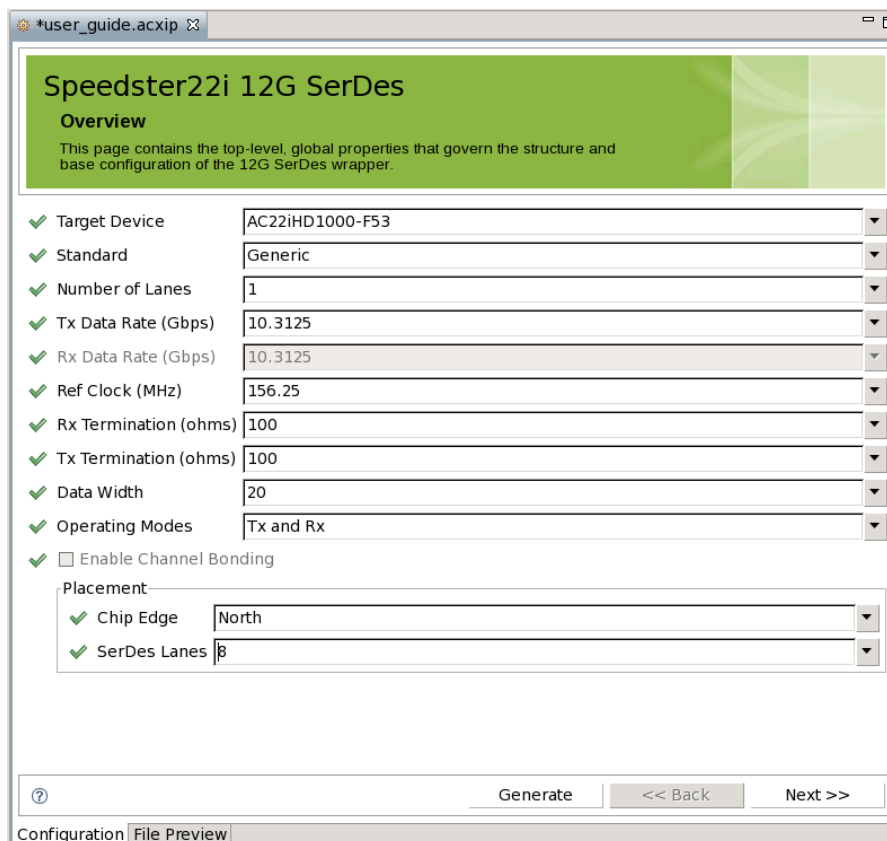 *user_guide.acxip
Speedster22i 12G SerDes
Overview
This page contains the top-level, global properties that govern the structure and
base configuration of the 12G SerDes wrapper.
Target Device AC22iHD1000-F53
Standard Generic
Number of Lanes 1
Tx Data Rate (Gbps) 10.3125
Rx Data Rate (Gbps) 10.3125
Ref Clock (MHz) 156.25
Rx Termination (ohms) 100
Tx Termination (ohms) 100
Data Width 20
Operating Modes Tx and Rx
Enable Channel Bonding
Placement
Chip Edge North
SerDes Lanes 8
? Generate << Back Next >>
Configuration File Preview